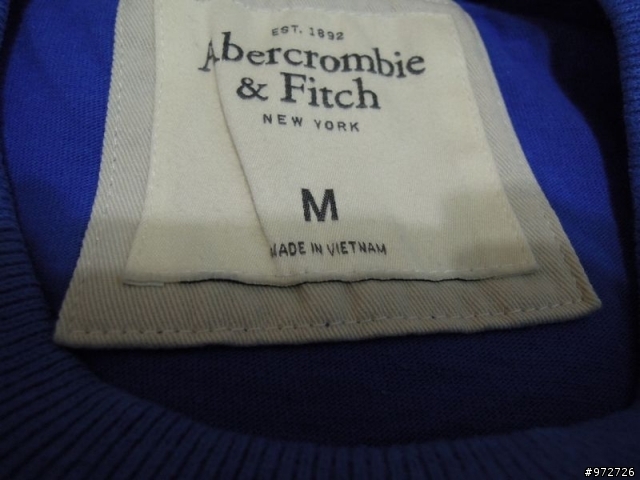 EST. 1892
Abercrombie
& Fitch
NEW YORK
M
MADE IN VIETNAM
#972726